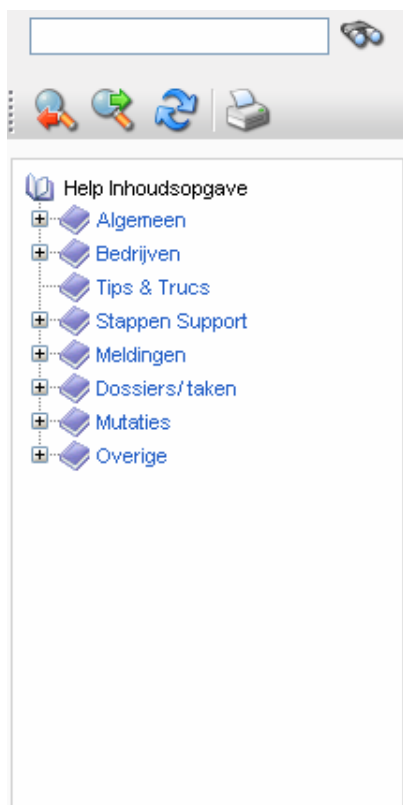 Help Inhoudsopgave
Algemeen
Bedrijven
Tips & Trucs
Stappen Support
Meldingen
Dossiers/taken
Mutaties
Overige